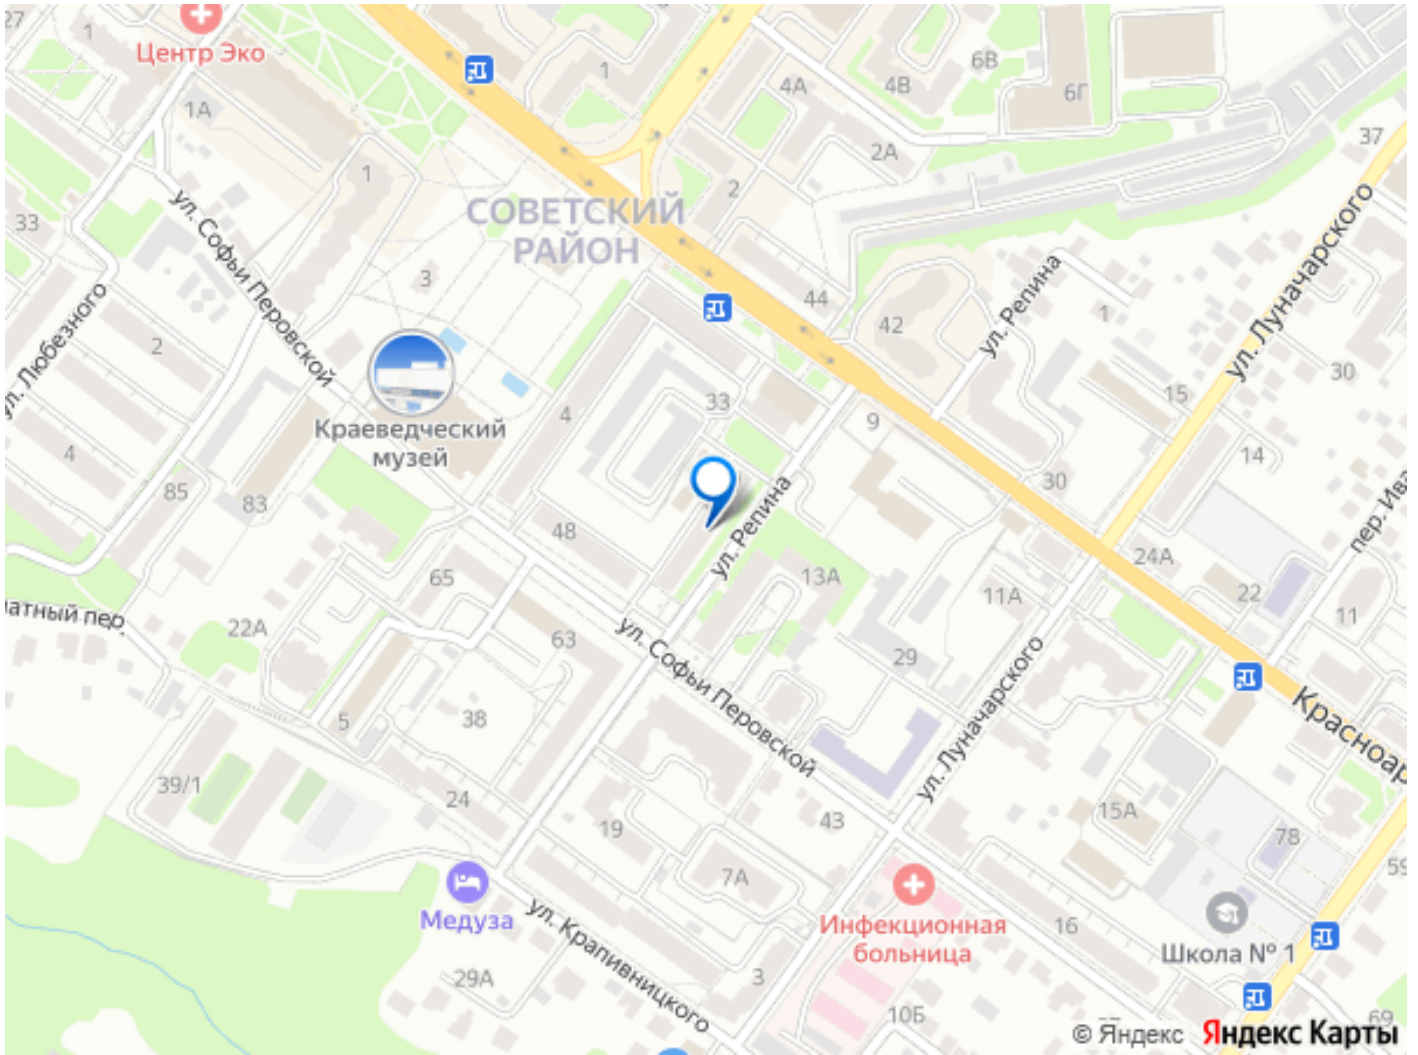 27
1
Центр Эко
1
6В
4А
4В
6Г
1А
2А
37
1
2
33
СОВЕТСКИЙ
РАЙОН
ул. Софьи Перовской
ул. Луначарского
3
ул. Репина
44
42
1
ул. Любезного
2
30
15
Краеведческий
музей
4
33
9
14
4
85
83
30
пер. Ива
48
ул. Репина
24А
65
13А
11А
22
11
латный пер.
22А
63
ул. Софьи Перовской
29
ул. Луначарского
5
38
Красноар
39/1
24
19
43
15А
78
59
7А
Медуза
Инфекционная
больница
16
Школа № 1
ул. Крапивницкого
29А
3
10Б
69
© Яндекс Яндекс Карты